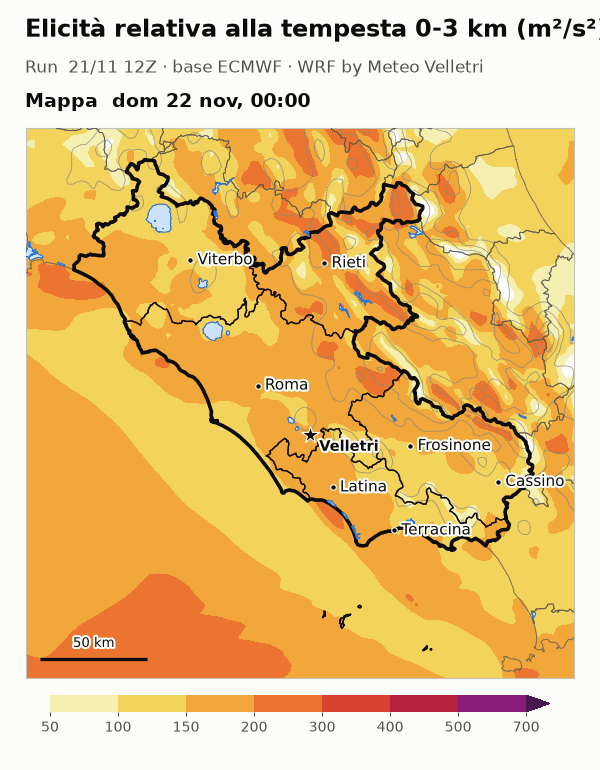 Elicità relativa alla tempesta 0-3 km (m²/s²)
Run 21/11 12Z · base ECMWF · WRF by Meteo Velletri
Mappa dom 22 nov, 00:00
Viterbo
Rieti
Roma
Velletri
Frosinone
Cassino
Latina
Terracina
50 km
50 100 150 200 300 400 500 700